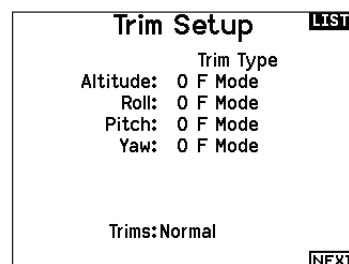 Trim Setup LIST
Trim Type
Altitude: 0 F Mode
Roll: 0 F Mode
Pitch: 0 F Mode
Yaw: 0 F Mode
Trims: Normal
NEXT